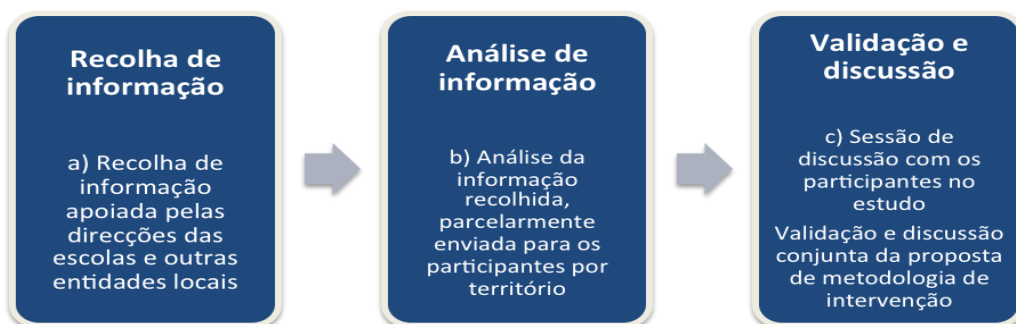 Recolha de
informação
a) Recolha de
informação
apoiada pelas
direcções das
escolas e outras
entidades locais
Análise de
informação
b) Análise da
informação
recolhida,
parcelarmente
enviada para os
participantes por
território
Validação e
discussão
c) Sessão de
discussão com os
participantes no
estudo
Validação e discussão
conjunta da proposta
de metodologia de
intervenção